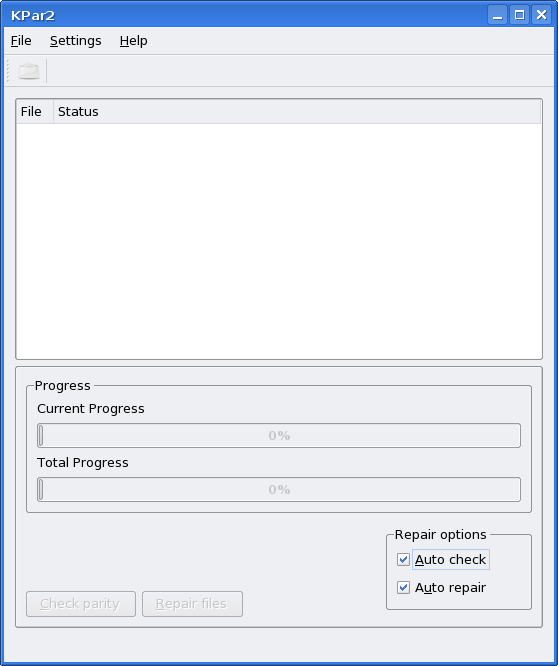 KPar2
File Settings Help
File Status
Progress
Current Progress
0%
Total Progress
0%
Repair options
Auto check
Auto repair
Check parity Repair files